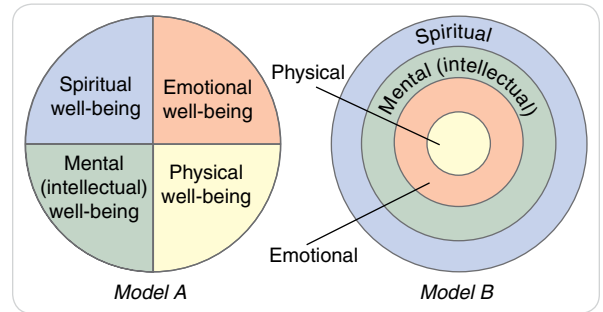 Spiritual
well-being
Emotional
well-being
Mental
(intellectual)
well-being
Physical
well-being
Model A
Spiritual
Mental (intellectual)
Physical
Emotional
Model B